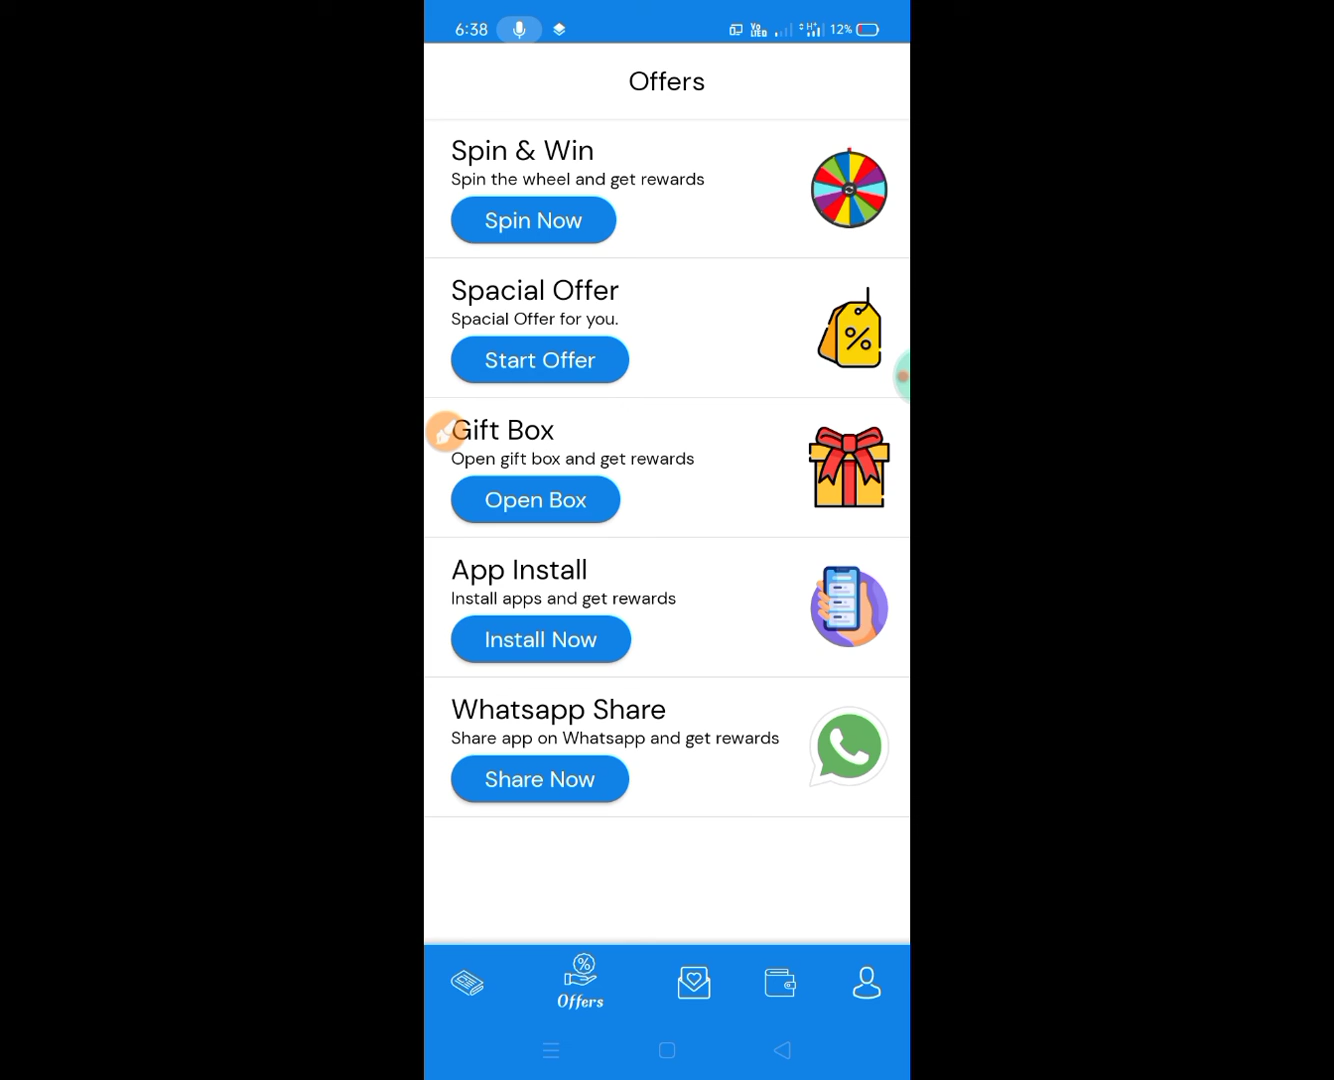 6:38 VO LTE H+ 12%
Offers
Spin & Win
Spin the wheel and get rewards
Spin Now
Spacial Offer
Spacial Offer for you.
Start Offer
%
Gift Box
Open gift box and get rewards
Open Box
App Install
Install apps and get rewards
Install Now
Whatsapp Share
Share app on Whatsapp and get rewards
Share Now
%
Offers